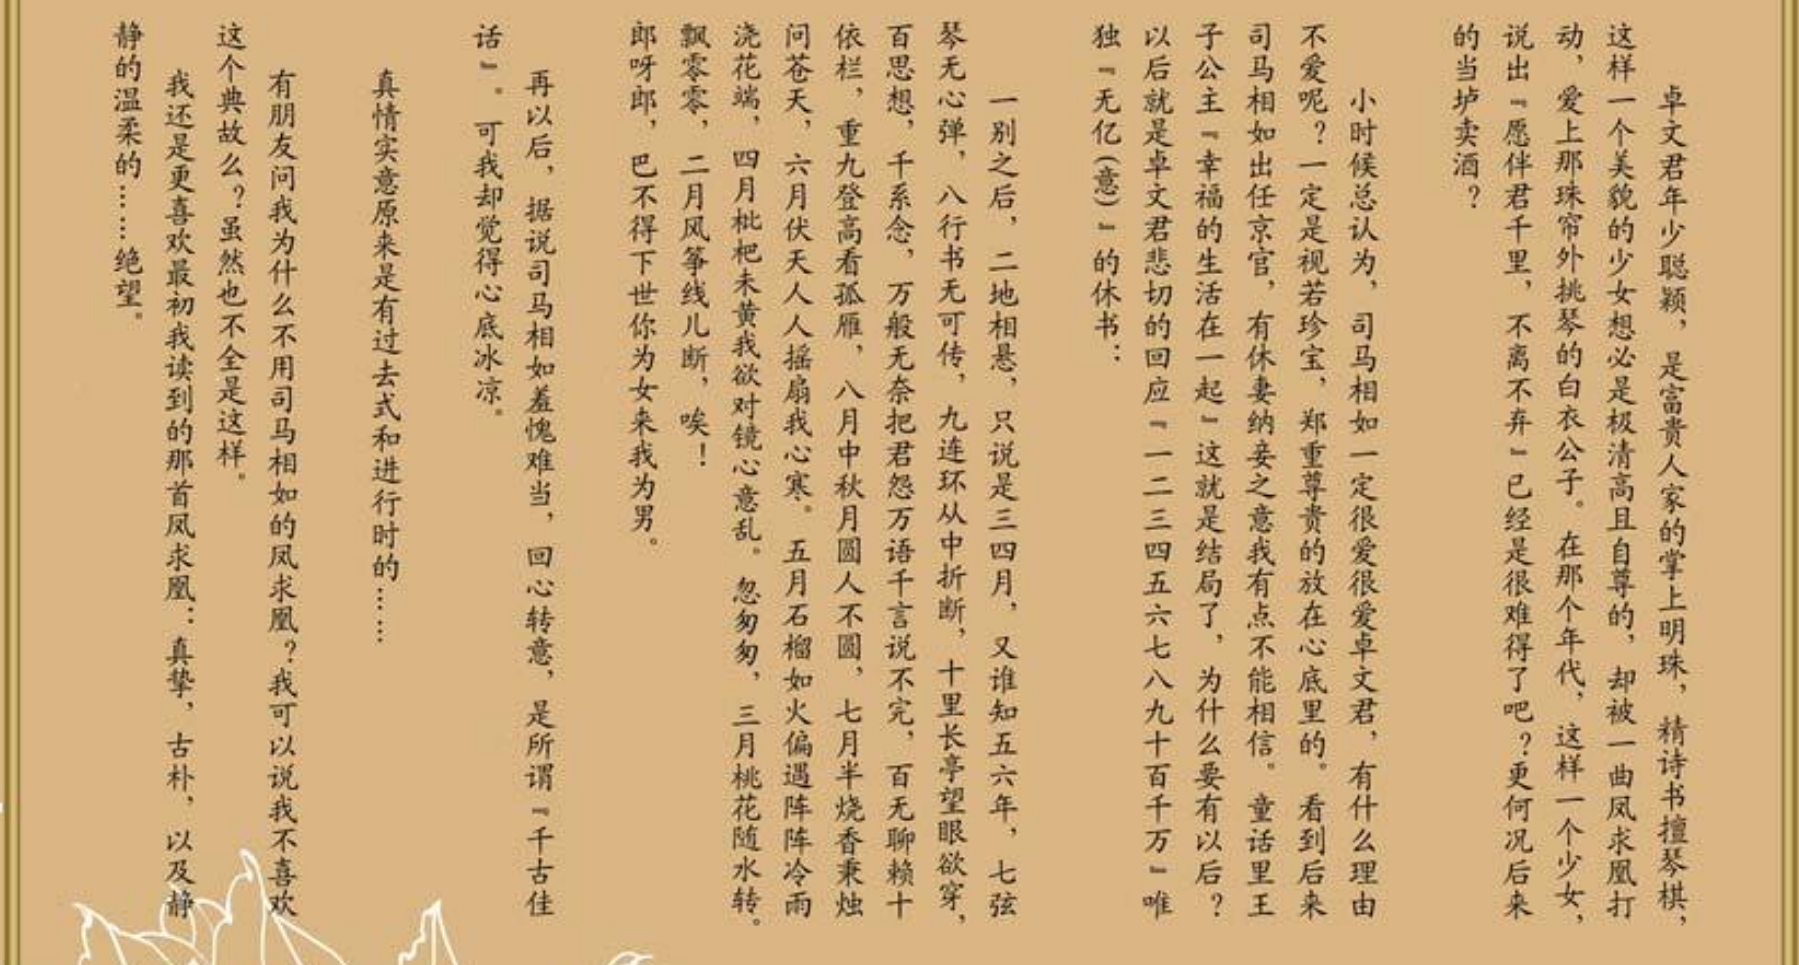 卓文君年少聪颖，是富贵人家的掌上明珠，精诗书擅琴棋，
这样一个美貌的少女想必是极清高且自尊的，却被一曲凤求凰打
动，爱上那珠帘外挑琴的白衣公子。在那个年代，这样一个少女，
说出『愿伴君千里，不离不弃』已经是很难得了吧？更何况后来
的当垆卖酒？
小时候总认为，司马相如一定很爱很爱卓文君，有什么理由
不爱呢？一定是视若珍宝，郑重尊贵的放在心底里的。看到后来
司马相如出任京官，有休妻纳妾之意我有点不能相信。童话里王
子公主『幸福的生活在一起』这就是结局了，为什么要有以后？
以后就是卓文君悲切的回应『一二三四五六七八九十百千万』唯
独『无亿（意）』的休书：
一别之后，二地相悬，只说是三四月，又谁知五六年，七弦
琴无心弹，八行书无可传，九连环从中折断，十里长亭望眼欲穿，
百思想，千系念，万般无奈把君怨万语千言说不完，百无聊赖十
依栏，重九登高看孤雁，八月中秋月圆人不圆，七月半烧香秉烛
问苍天，六月伏天人人摇扇我心寒。五月石榴如火偏遇阵阵冷雨
浇花端，四月枇杷未黄我欲对镜心意乱。忽匆匆，三月桃花随水转。
飘零零，二月风筝线儿断，唉！
郎呀郎，巴不得下世你为女来我为男。
再以后，据说司马相如羞愧难当，回心转意，是所谓『千古佳
话』。可我却觉得心底冰凉。
真情实意原来是有过去式和进行时的……
有朋友问我为什么不用司马相如的凤求凰？我可以说我不喜欢
这个典故么？虽然也不全是这样。
我还是更喜欢最初我读到的那首凤求凰：真挚，古朴，以及静
静的温柔的……绝望。